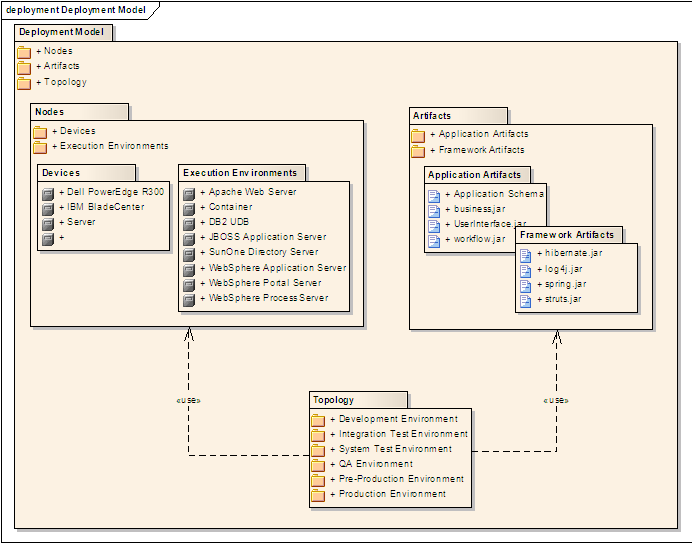 deployment Deployment Model
Deployment Model
+ Nodes
+ Artifacts
+ Topology
Nodes
+ Devices
+ Execution Environments
Devices
+ Dell PowerEdge R300
+ IBM BladeCenter
+ Server
+
Execution Environments
+ Apache Web Server
+ Container
+ DB2 UDB
+ JBOSS Application Server
+ SunOne Directory Server
+ WebSphere Application Server
+ WebSphere Portal Server
+ WebSphere Process Server
Artifacts
+ Application Artifacts
+ Framework Artifacts
Application Artifacts
+ Application Schema
+ business.jar
+ UserInterface.jar
+ workflow.jar
Framework Artifacts
+ hibernate.jar
+ log4j.jar
+ spring.jar
+ struts.jar
«use»
«use»
Topology
+ Development Environment
+ Integration Test Environment
+ System Test Environment
+ QA Environment
+ Pre-Production Environment
+ Production Environment